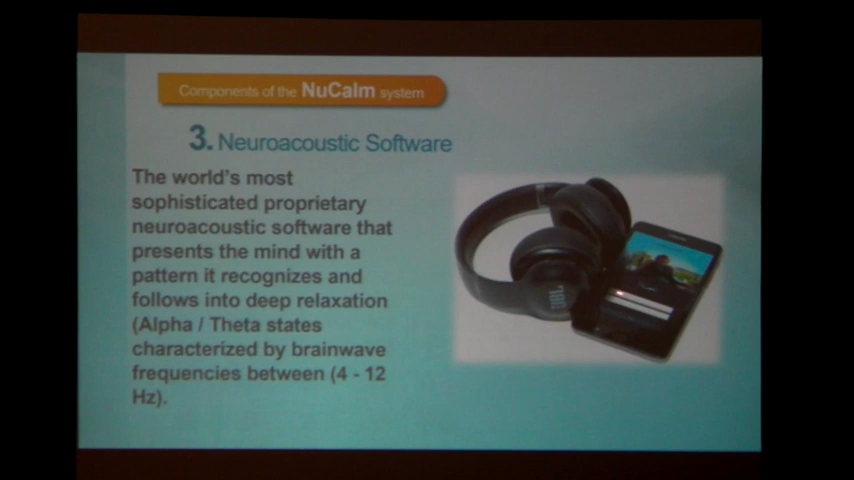 Components of the NuCalm system
3. Neuroacoustic Software
The world's most
sophisticated proprietary
neuroacoustic software that
presents the mind with a
pattern it recognizes and
follows into deep relaxation
(Alpha / Theta states
characterized by brainwave
frequencies between (4 - 12
Hz).
JBL